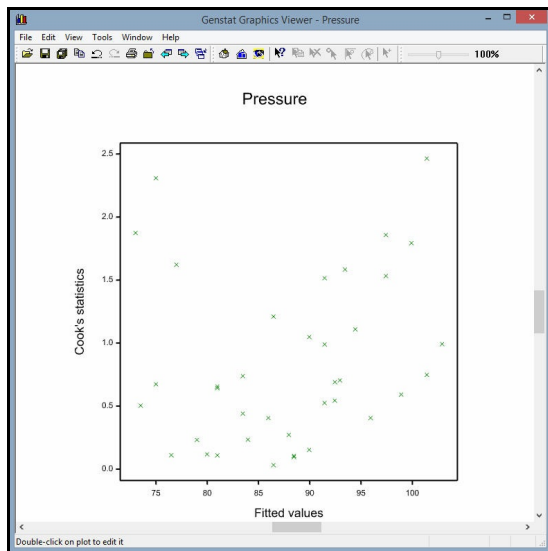 Genstat Graphics Viewer - Pressure
File Edit View Tools Window Help
100%
Pressure
2.5
2.0
1.5
1.0
0.5
0.0
Cook's statistics
75 80 85 90 95 100
Fitted values
Double-click on plot to edit it